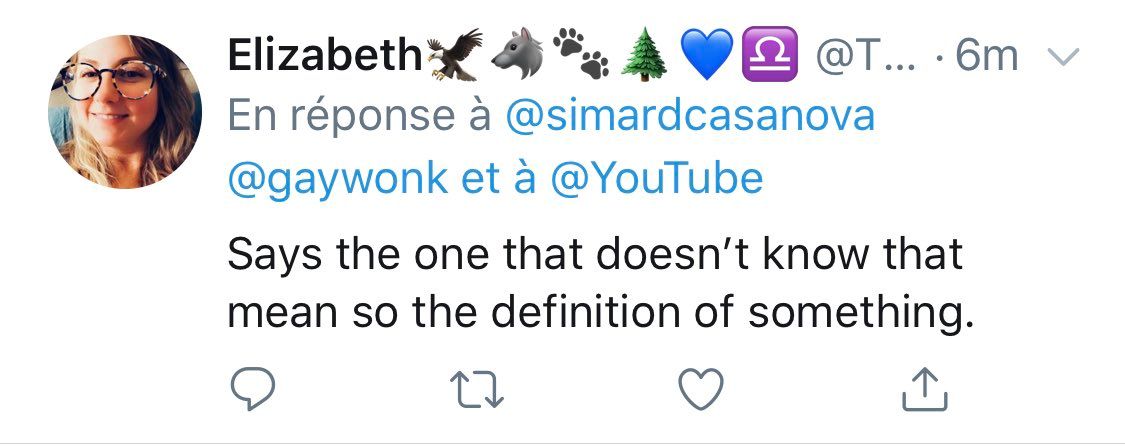 Elizabeth🦅🐺🐾🌲💙♎ @T... · 6m
En réponse à @simardcasanova
@gaywonk et à @YouTube
Says the one that doesn’t know that
mean so the definition of something.